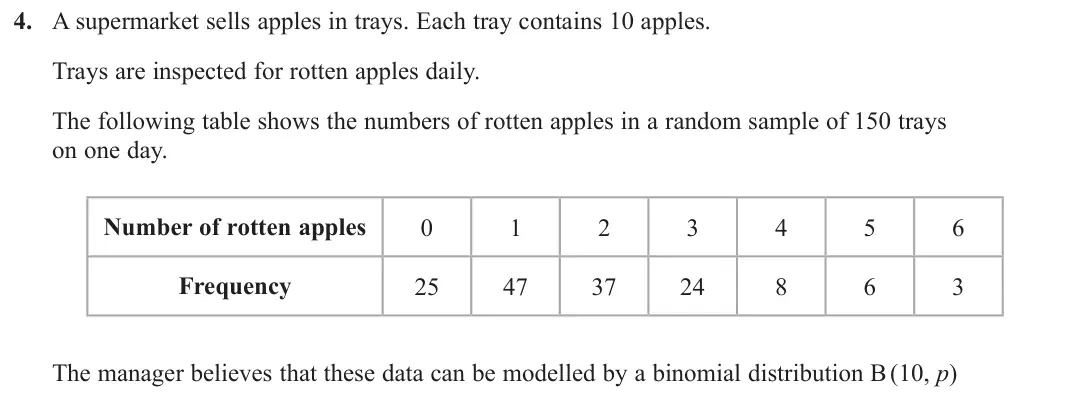 4. A supermarket sells apples in trays. Each tray contains 10 apples.
Trays are inspected for rotten apples daily.
The following table shows the numbers of rotten apples in a random sample of 150 trays
on one day.
Number of rotten apples 0 1 2 3 4 5 6
Frequency 25 47 37 24 8 6 3
The manager believes that these data can be modelled by a binomial distribution B(10, p)